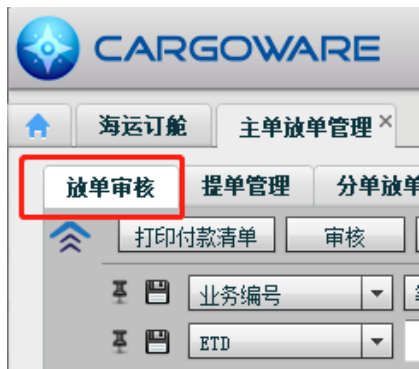 CARGOWARE
海运订舱 主单放单管理
放单审核 提单管理 分单放单
打印付款清单 审核
业务编号
ETD